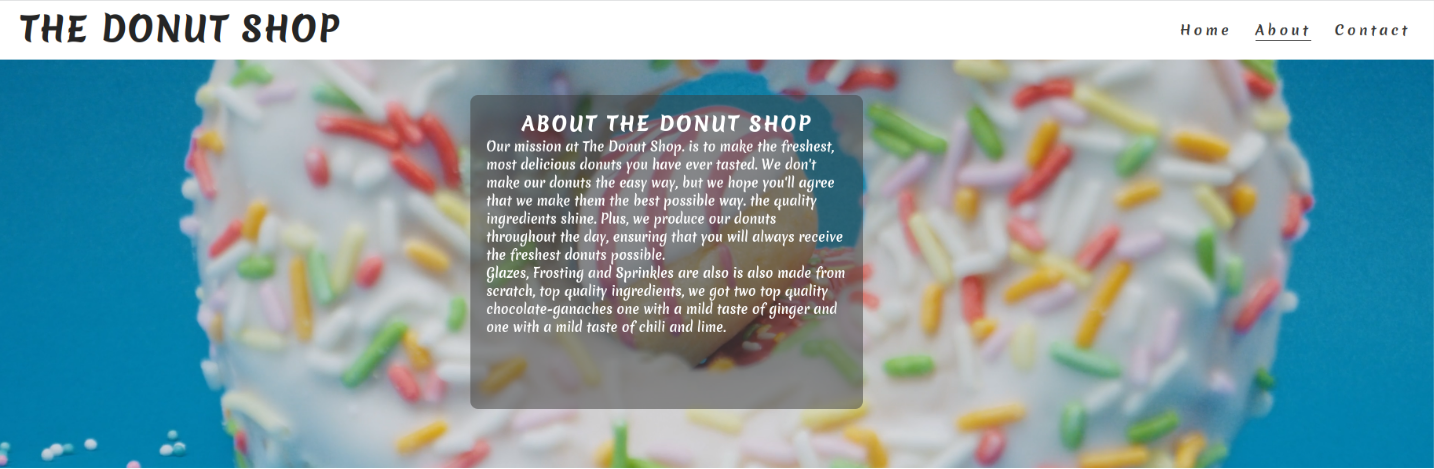 THE DONUT SHOP
Home About Contact
ABOUT THE DONUT SHOP
Our mission at The Donut Shop. is to make the freshest,
most delicious donuts you have ever tasted. We don't
make our donuts the easy way, but we hope you'll agree
that we make them the best possible way. the quality
ingredients shine. Plus, we produce our donuts
throughout the day, ensuring that you will always receive
the freshest donuts possible.
Glazes, Frosting and Sprinkles are also is also made from
scratch, top quality ingredients, we got two top quality
chocolate-ganaches one with a mild taste of ginger and
one with a mild taste of chili and lime.